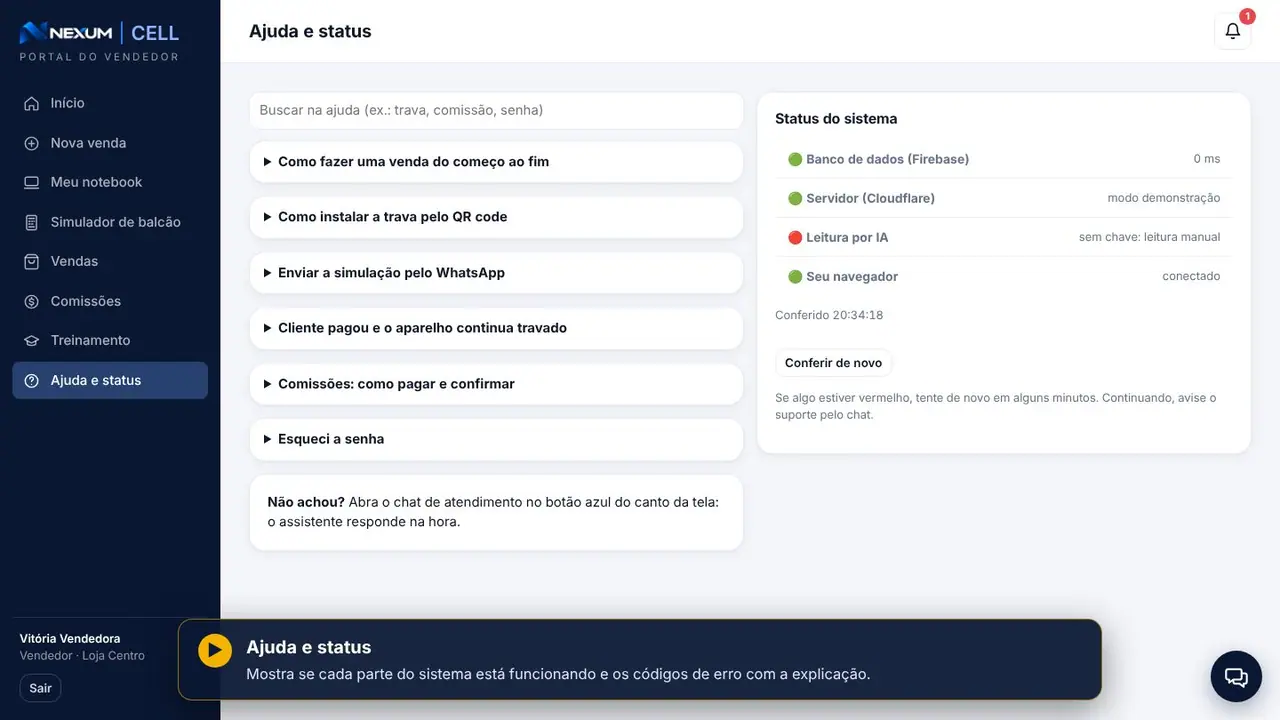 NEXUM | CELL
PORTAL DO VENDEDOR
Início
Nova venda
Meu notebook
Simulador de balcão
Vendas
Comissões
Treinamento
Ajuda e status
Vitória Vendedora
Vendedor · Loja Centro
Sair
Ajuda e status
1
Buscar na ajuda (ex.: trava, comissão, senha)
Como fazer uma venda do começo ao fim
Como instalar a trava pelo QR code
Enviar a simulação pelo WhatsApp
Cliente pagou e o aparelho continua travado
Comissões: como pagar e confirmar
Esqueci a senha
Não achou? Abra o chat de atendimento no botão azul do canto da tela:
o assistente responde na hora.
Status do sistema
Banco de dados (Firebase) 0 ms
Servidor (Cloudflare) modo demonstração
Leitura por IA sem chave: leitura manual
Seu navegador conectado
Conferido 20:34:18
Conferir de novo
Se algo estiver vermelho, tente de novo em alguns minutos. Continuando, avise o
suporte pelo chat.
Ajuda e status
Mostra se cada parte do sistema está funcionando e os códigos de erro com a explicação.